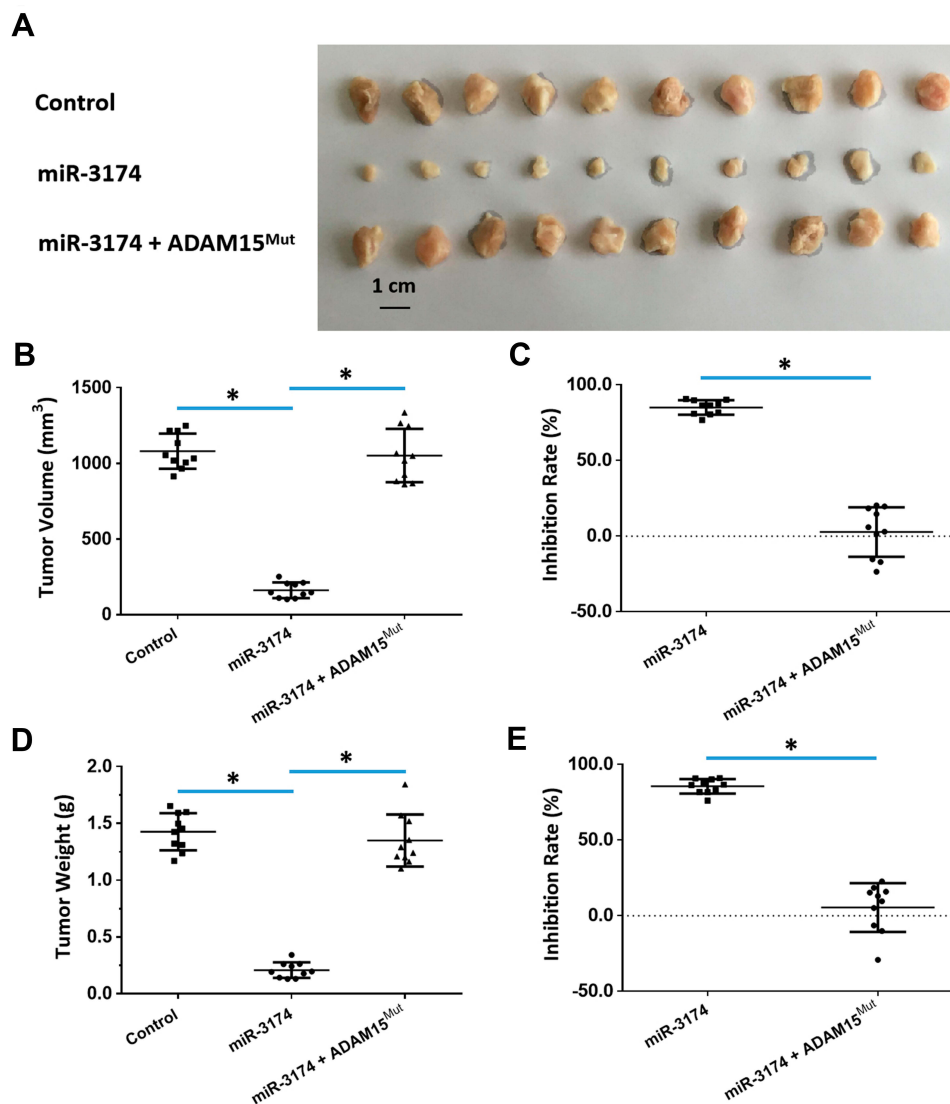 A
Control
miR-3174
miR-3174 + ADAM15Mut
1 cm
B
Tumor Volume (mm3)
1500
1000
500
0
*
*
Control
miR-3174
miR-3174 + ADAM15Mut
C
Inhibition Rate (%)
100.0
50.0
0.0
-50.0
*
miR-3174
miR-3174 + ADAM15Mut
D
Tumor Weight (g)
2.0
1.5
1.0
0.5
0.0
*
*
Control
miR-3174
miR-3174 + ADAM15Mut
E
Inhibition Rate (%)
100.0
50.0
0.0
-50.0
*
miR-3174
miR-3174 + ADAM15Mut